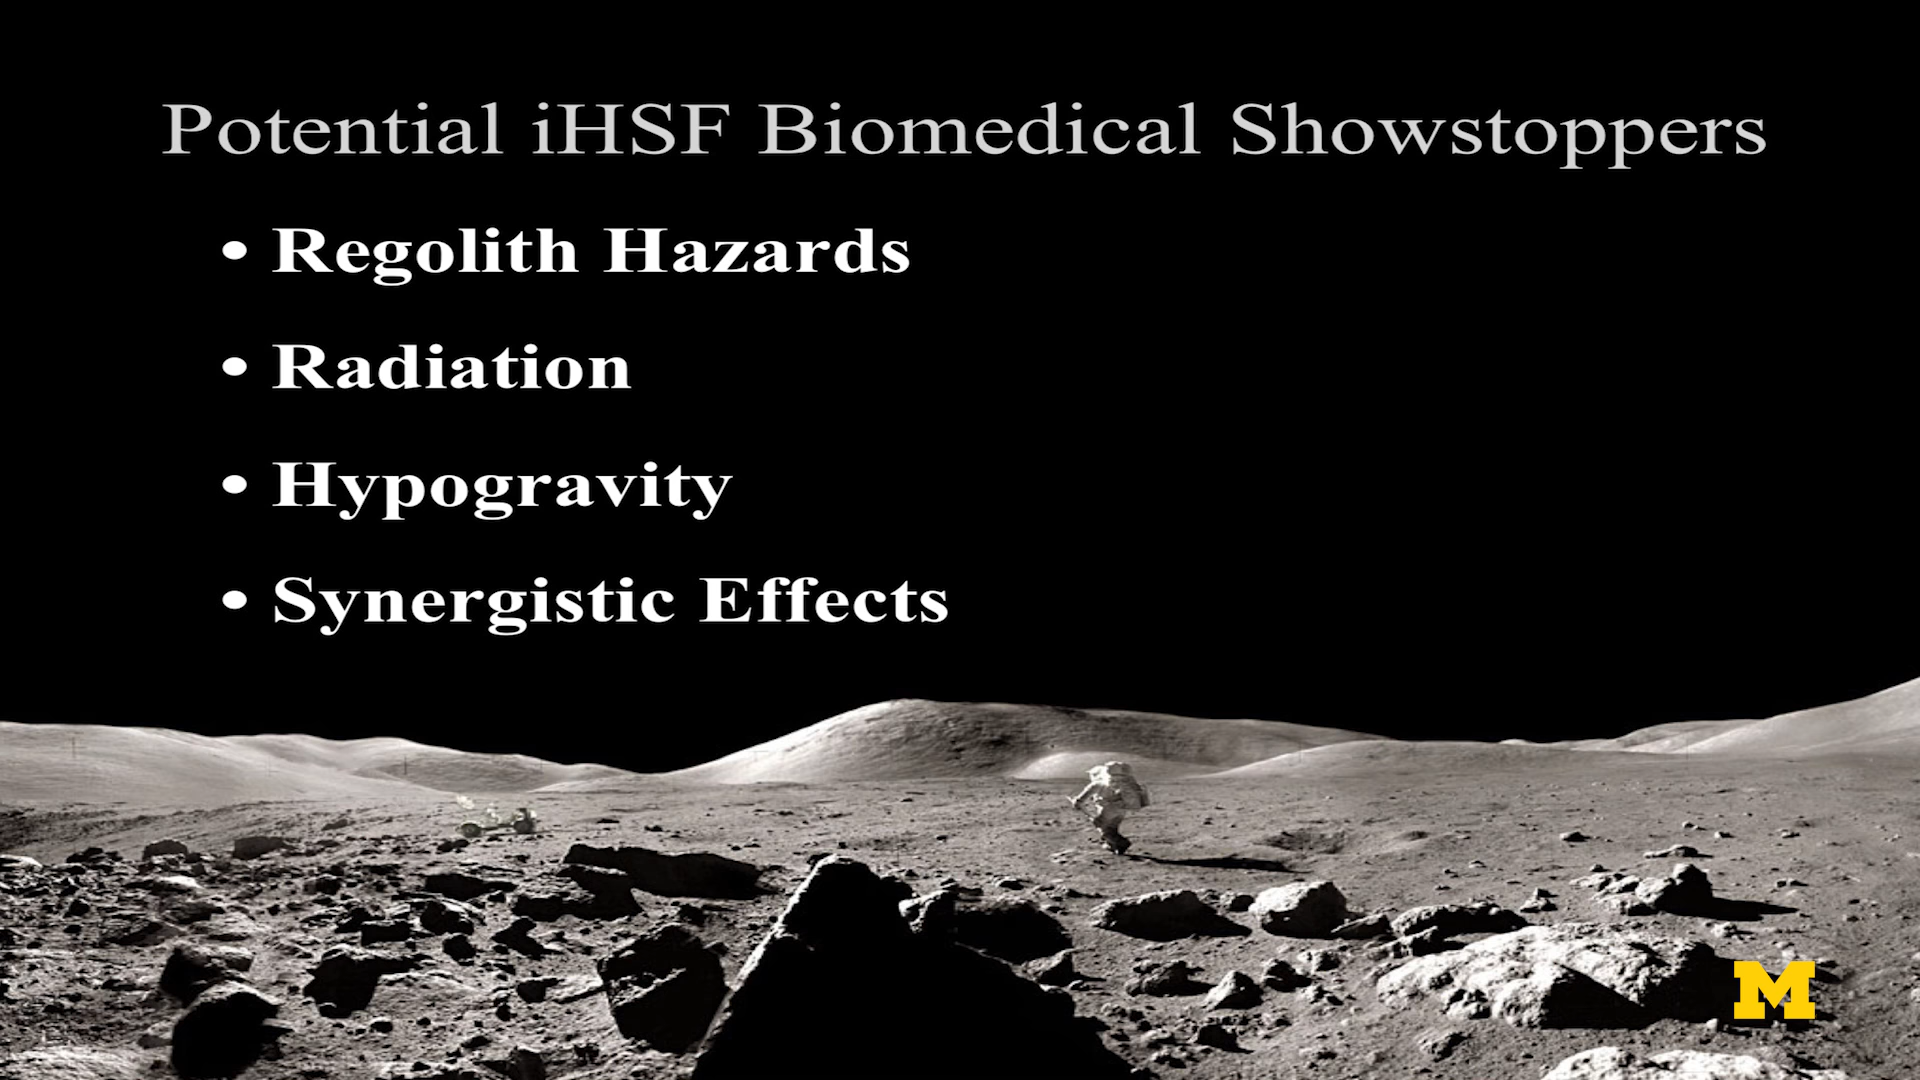 Potential iHSF Biomedical Showstoppers
• Regolith Hazards
• Radiation
• Hypogravity
• Synergistic Effects
M